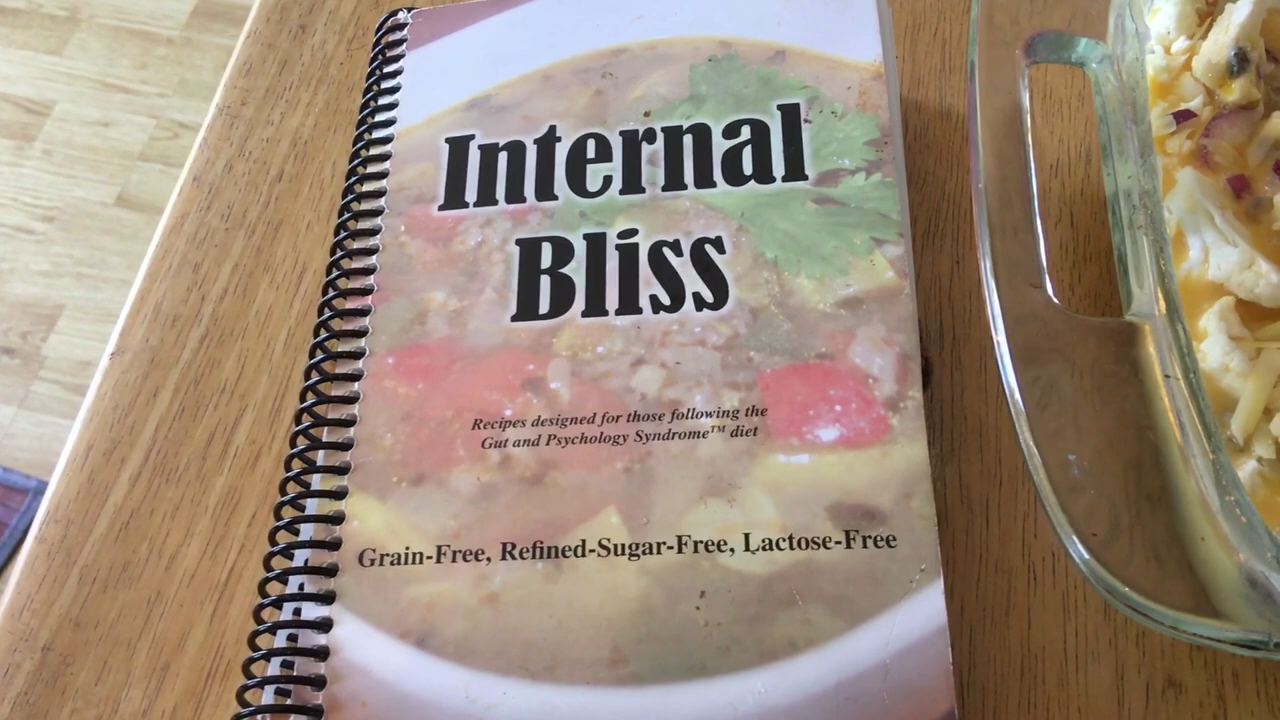 Internal
Bliss
Recipes designed for those following the
Gut and Psychology Syndrome™ diet
Grain-Free, Refined-Sugar-Free, Lactose-Free